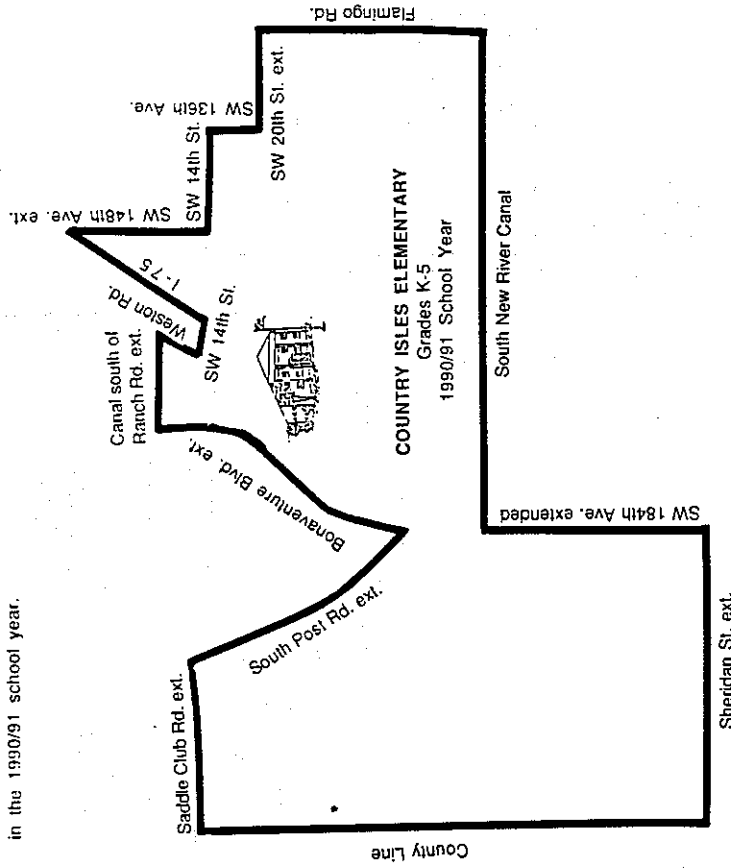 in the 1990/91 school year.
Flamingo Rd.
SW 136th Ave.
SW 20th St. ext.
SW 14th St.
SW 148th Ave. ext.
I-75
Weston Rd.
SW 14th St.
Canal south of
Ranch Rd. ext.
Bonaventure Blvd. ext.
COUNTRY ISLES ELEMENTARY
Grades K-5
1990/91 School Year
South New River Canal
South Post Rd. ext.
SW 184th Ave. extended
Saddle Club Rd. ext.
County Line
Sheridan St. ext.